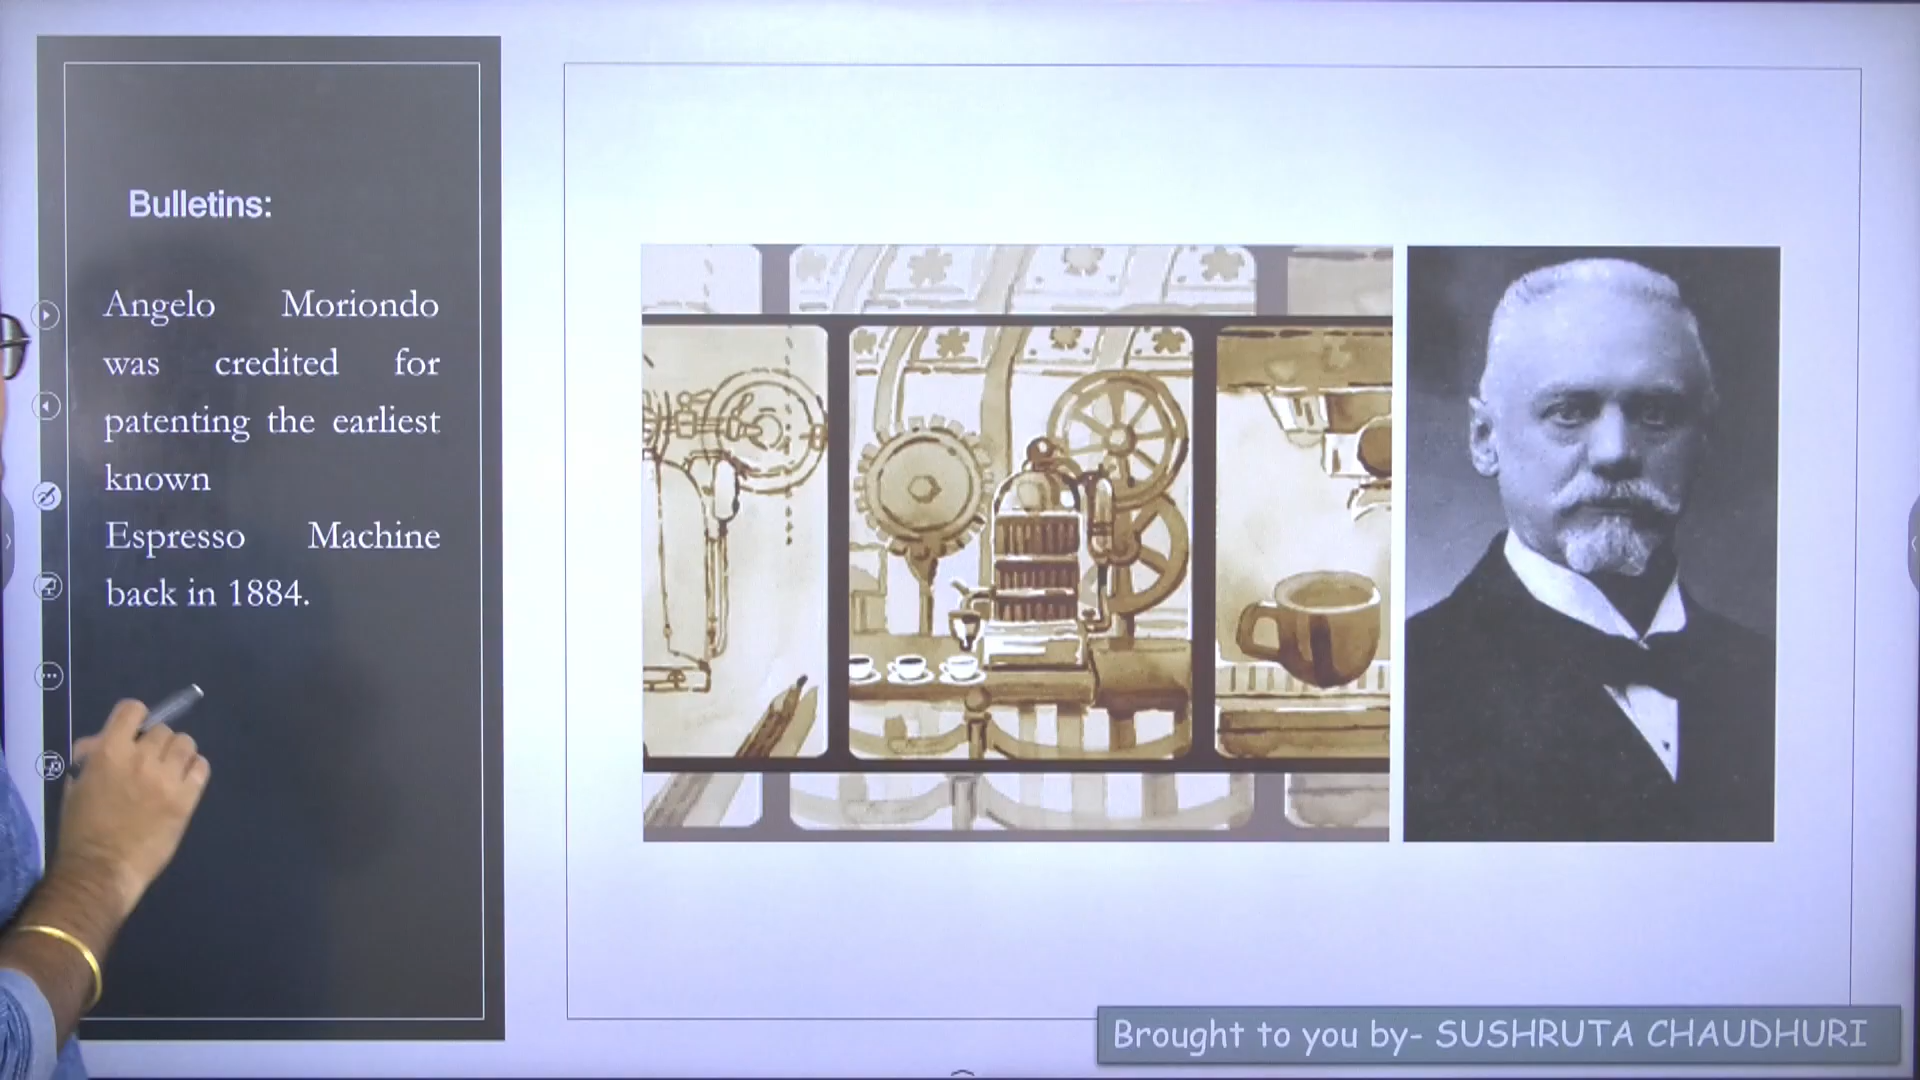 Bulletins:
Angelo Moriondo
was credited for
patenting the earliest
known
Espresso Machine
back in 1884.
Brought to you by- SUSHRUTA CHAUDHURI